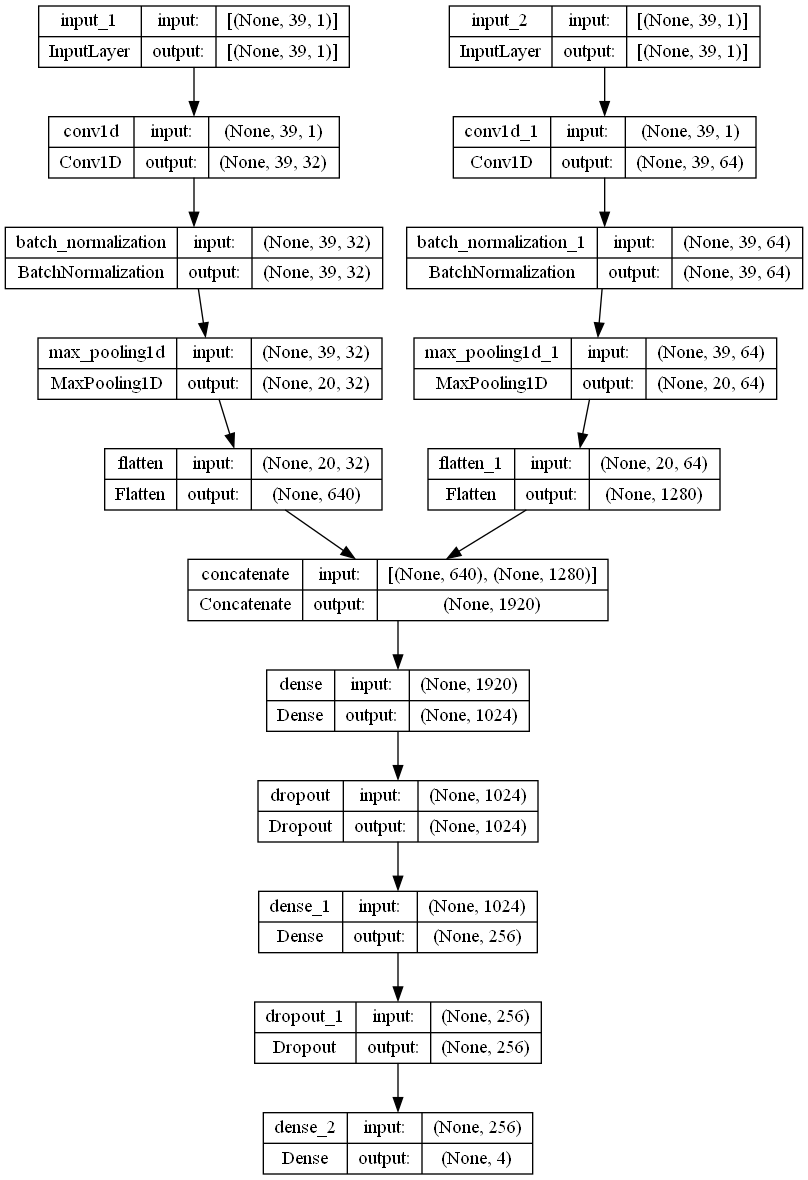 input_1 input: [(None, 39, 1)]
InputLayer output: [(None, 39, 1)]
input_2 input: [(None, 39, 1)]
InputLayer output: [(None, 39, 1)]
conv1d input: (None, 39, 1)
Conv1D output: (None, 39, 32)
conv1d_1 input: (None, 39, 1)
Conv1D output: (None, 39, 64)
batch_normalization input: (None, 39, 32)
BatchNormalization output: (None, 39, 32)
batch_normalization_1 input: (None, 39, 64)
BatchNormalization output: (None, 39, 64)
max_pooling1d input: (None, 39, 32)
MaxPooling1D output: (None, 20, 32)
max_pooling1d_1 input: (None, 39, 64)
MaxPooling1D output: (None, 20, 64)
flatten input: (None, 20, 32)
Flatten output: (None, 640)
flatten_1 input: (None, 20, 64)
Flatten output: (None, 1280)
concatenate input: [(None, 640), (None, 1280)]
Concatenate output: (None, 1920)
dense input: (None, 1920)
Dense output: (None, 1024)
dropout input: (None, 1024)
Dropout output: (None, 1024)
dense_1 input: (None, 1024)
Dense output: (None, 256)
dropout_1 input: (None, 256)
Dropout output: (None, 256)
dense_2 input: (None, 256)
Dense output: (None, 4)